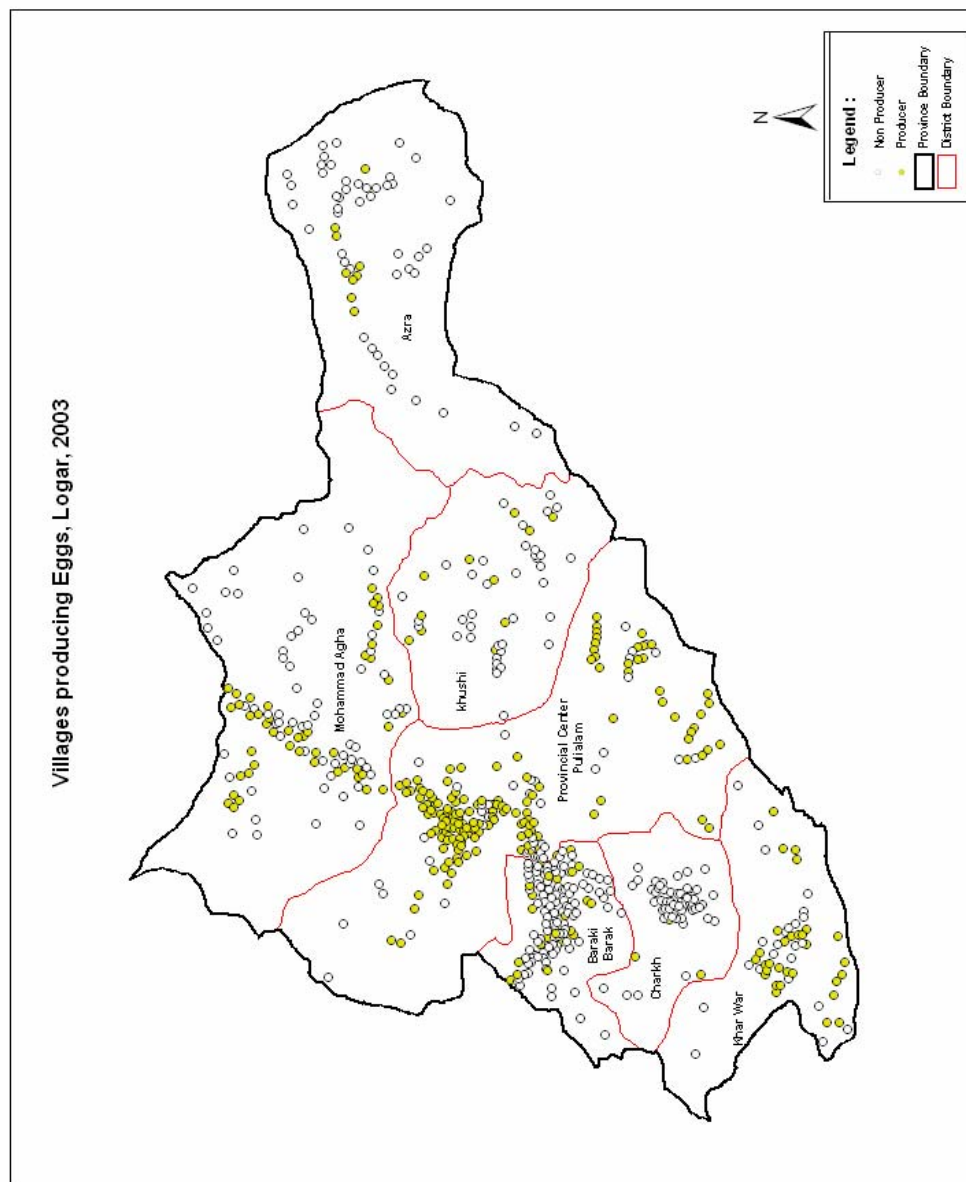 Villages producing Eggs, Logar, 2003
Azra
Mohammad Agha
khushi
Provincial Center
Pulialam
Baraki
Barak
Charkh
Khar War
N
Legend :
Non Producer
Producer
Province Boundary
District Boundary